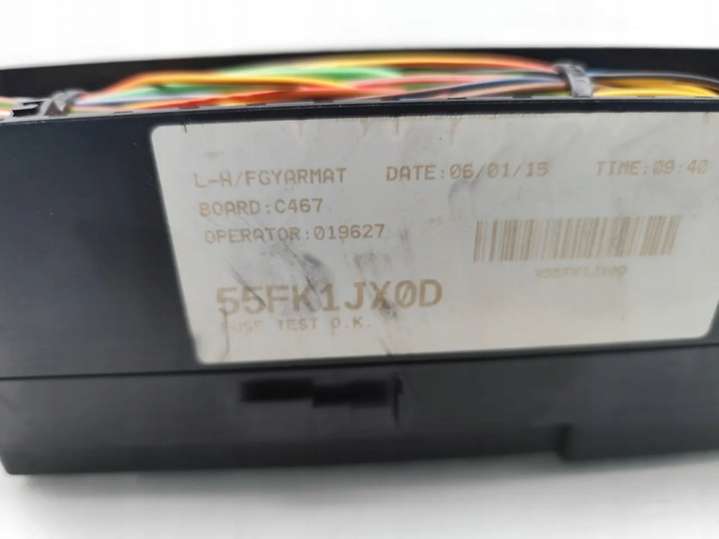 L-H/FGYARMAT DATE:06/01/15 TIME:09:40
BOARD:C467
OPERATOR:019627
55FK1JX0D
FUSE TEST O.K.